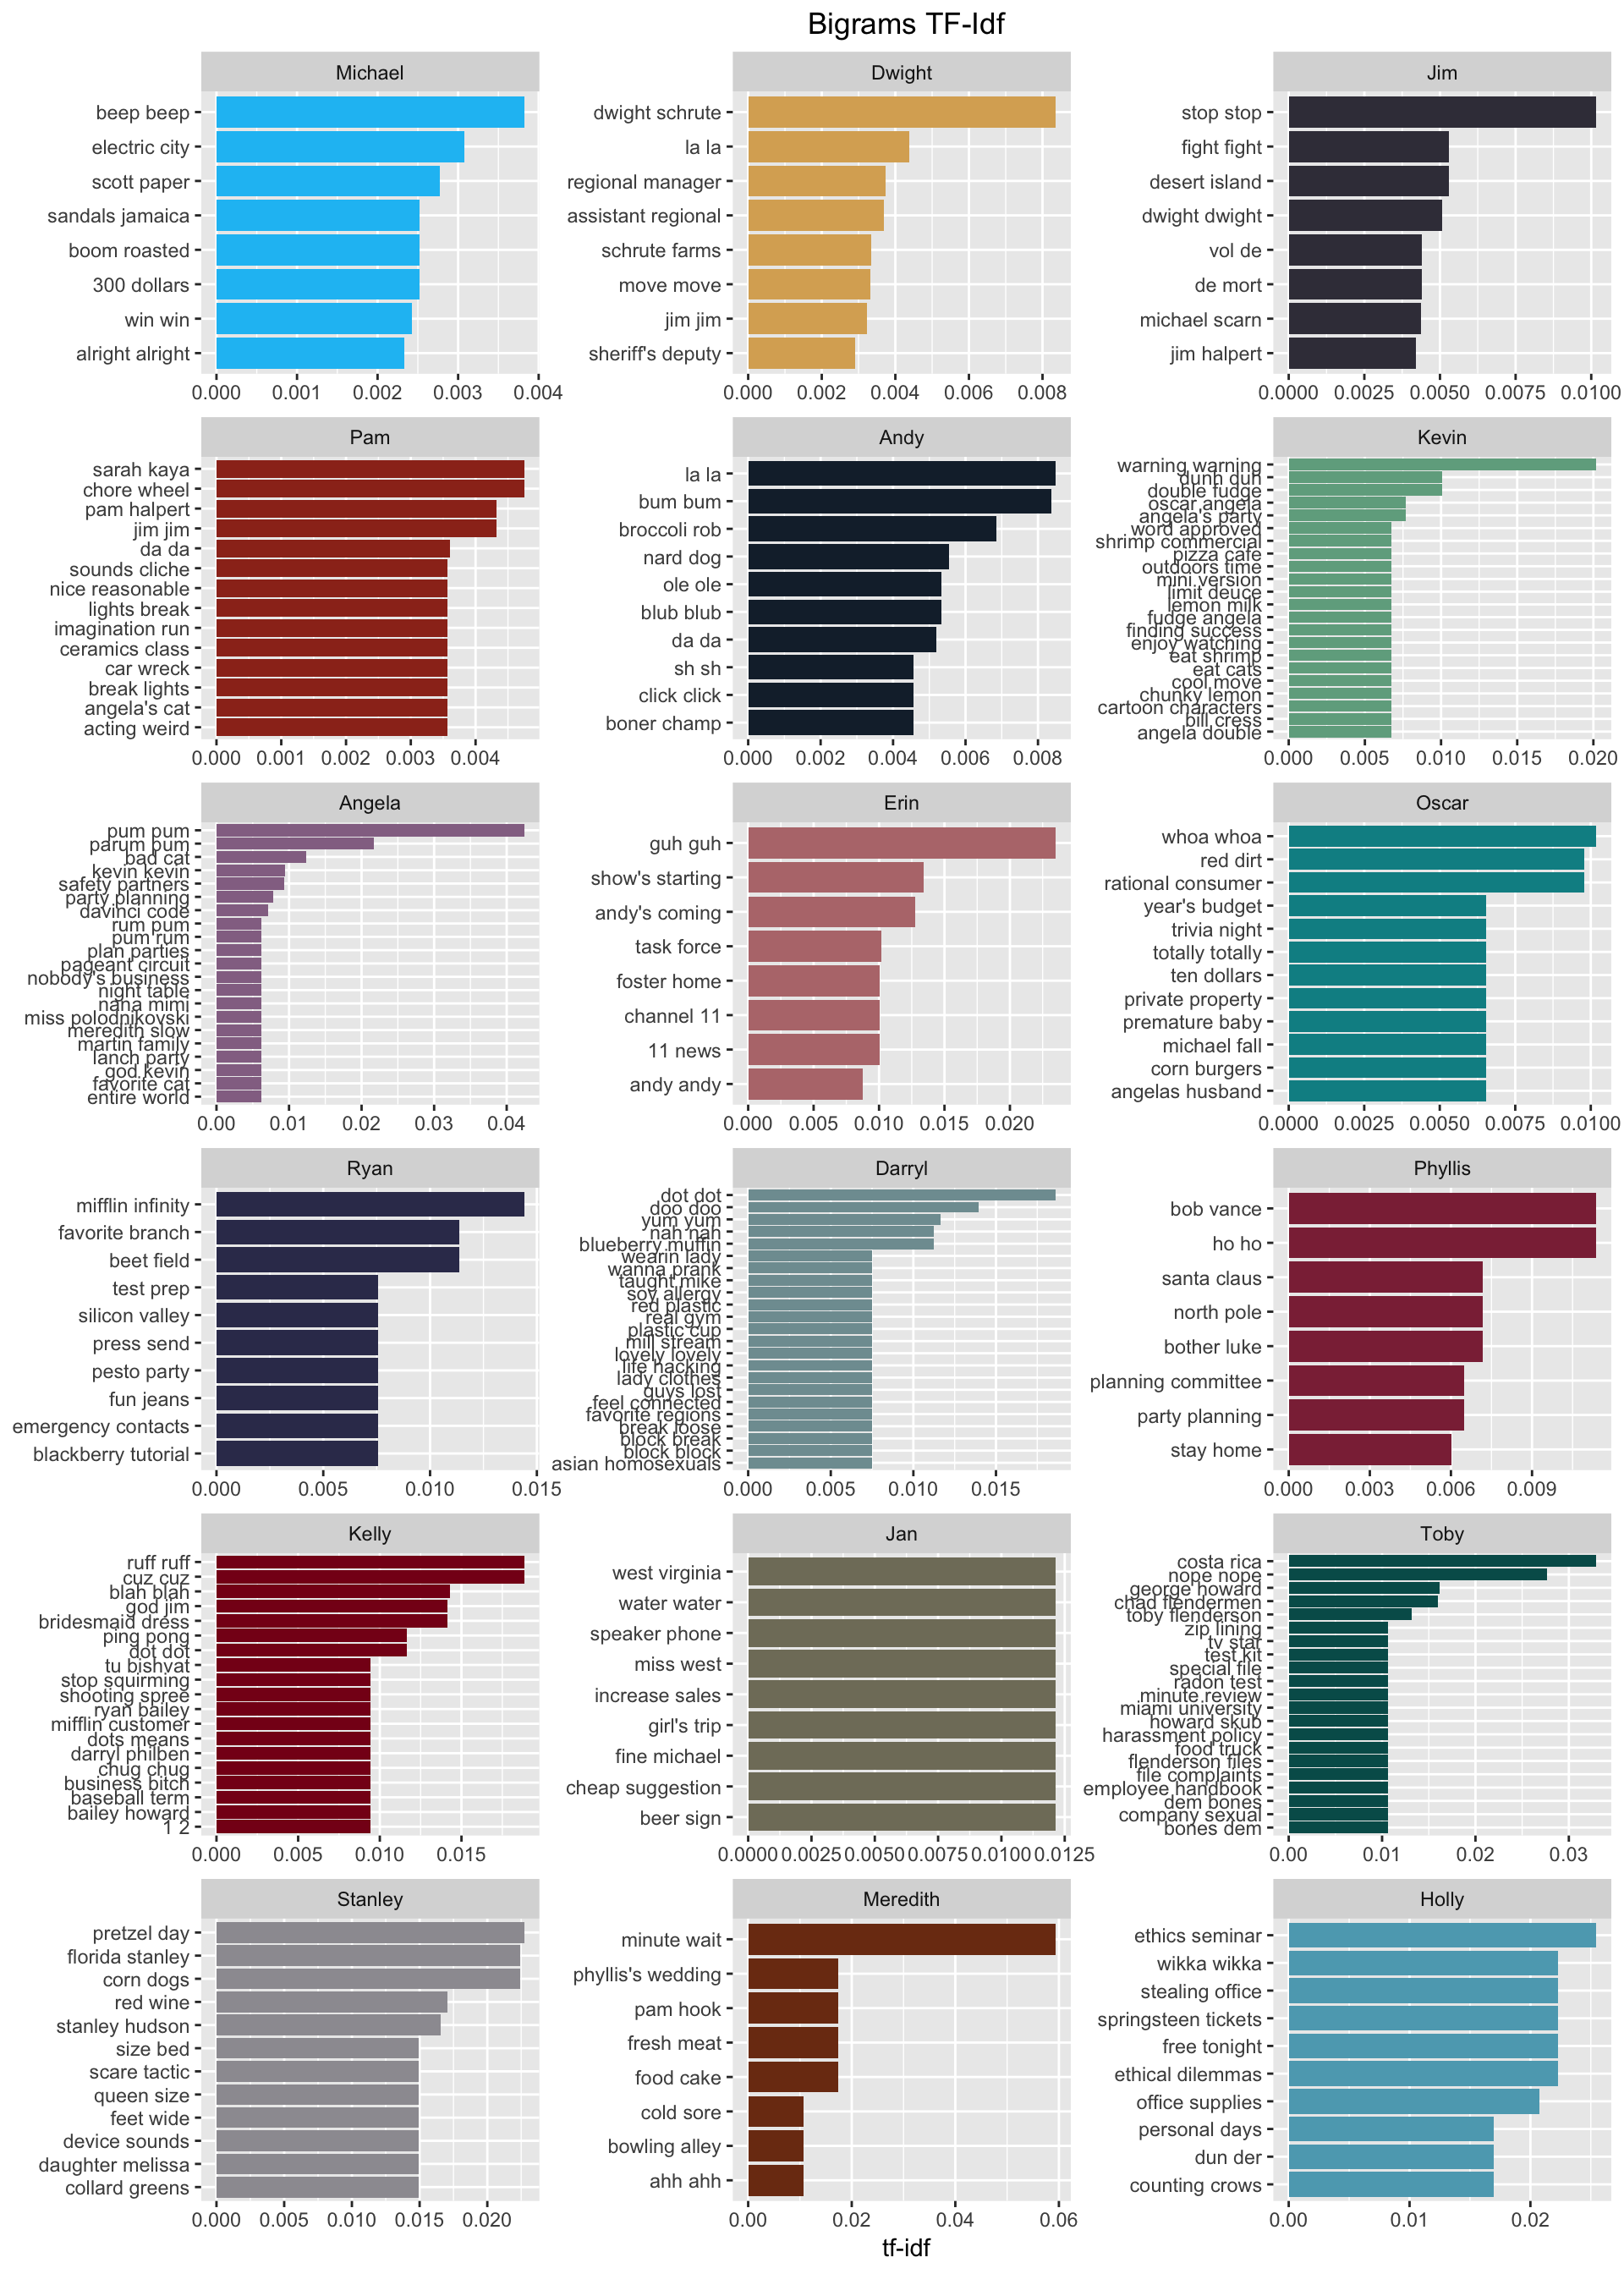 Bigrams TF-Idf
Michael
beep beep
electric city
scott paper
sandals jamaica
boom roasted
300 dollars
win win
alright alright
0.000 0.001 0.002 0.003 0.004
Dwight
dwight schrute
la la
regional manager
assistant regional
schrute farms
move move
jim jim
sheriff's deputy
0.000 0.002 0.004 0.006 0.008
Jim
stop stop
fight fight
desert island
dwight dwight
vol de
de mort
michael scarn
jim halpert
0.0000 0.0025 0.0050 0.0075 0.0100
Pam
sarah kaya
chore wheel
pam halpert
jim jim
da da
sounds cliche
nice reasonable
lights break
imagination run
ceramics class
car wreck
break lights
angela's cat
acting weird
0.000 0.001 0.002 0.003 0.004
Andy
la la
bum bum
broccoli rob
nard dog
ole ole
blub blub
da da
sh sh
click click
boner champ
0.000 0.002 0.004 0.006 0.008
Kevin
warning warning
dunh duh
double fudge
oscar angela
angela's party
word approved
shrimp commercial
pizza cafe
outdoors time
mini version
limit deuce
lemon milk
fudge angela
finding success
enjoy watching
eat shrimp
eat cats
cool move
chunky lemon
cartoon characters
bill cress
angela double
0.000 0.005 0.010 0.015 0.020
Angela
pum pum
parum pum
bad cat
kevin kevin
safety partners
party planning
davinci code
rum pum
pum rum
plan parties
pageant circuit
nobody's business
night table
nana mimi
miss polodnikovski
meredith slow
martin family
lanch party
god kevin
favorite cat
entire world
0.00 0.01 0.02 0.03 0.04
Erin
guh guh
show's starting
andy's coming
task force
foster home
channel 11
11 news
andy andy
0.000 0.005 0.010 0.015 0.020
Oscar
whoa whoa
red dirt
rational consumer
year's budget
trivia night
totally totally
ten dollars
private property
premature baby
michael fall
corn burgers
angelas husband
0.0000 0.0025 0.0050 0.0075 0.0100
Ryan
mifflin infinity
favorite branch
beet field
test prep
silicon valley
press send
pesto party
fun jeans
emergency contacts
blackberry tutorial
0.000 0.005 0.010 0.015
Darryl
dot dot
doo doo
yum yum
nah nah
blueberry muffin
wearin lady
wanna prank
taught mike
soy allergy
red plastic
real gym
plastic cup
mill stream
lovely lovely
life hacking
lady clothes
guys lost
feel connected
favorite regions
break loose
block break
block block
asian homosexuals
0.000 0.005 0.010 0.015
Phyllis
bob vance
ho ho
santa claus
north pole
bother luke
planning committee
party planning
stay home
0.000 0.003 0.006 0.009
Kelly
ruff ruff
cuz cuz
blah blah
god jim
bridesmaid dress
ping pong
dot dot
tu bishvat
stop squirming
shooting spree
ryan bailey
mifflin customer
dots means
darryl philben
chug chug
business bitch
baseball term
bailey howard
1 2
0.000 0.005 0.010 0.015
Jan
west virginia
water water
speaker phone
miss west
increase sales
girl's trip
fine michael
cheap suggestion
beer sign
0.0000 0.0025 0.0050 0.0075 0.0100 0.0125
Toby
costa rica
nope nope
george howard
chad flendermen
toby flenderson
zip lining
tv star
test kit
special file
radon test
minute review
miami university
howard skub
harassment policy
food truck
flenderson files
file complaints
employee handbook
dem bones
company sexual
bones dem
0.00 0.01 0.02 0.03
Stanley
pretzel day
florida stanley
corn dogs
red wine
stanley hudson
size bed
scare tactic
queen size
feet wide
device sounds
daughter melissa
collard greens
0.000 0.005 0.010 0.015 0.020
Meredith
minute wait
phyllis's wedding
pam hook
fresh meat
food cake
cold sore
bowling alley
ahh ahh
0.00 0.02 0.04 0.06
Holly
ethics seminar
wikka wikka
stealing office
springsteen tickets
free tonight
ethical dilemmas
office supplies
personal days
dun der
counting crows
0.00 0.01 0.02
tf-idf